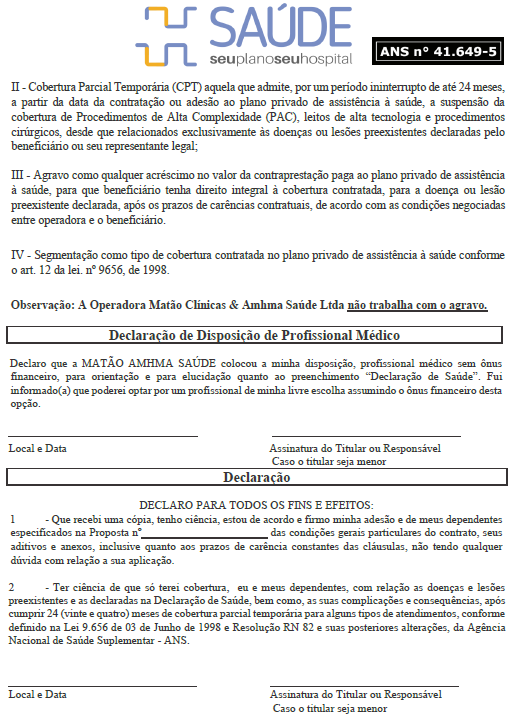 SAÚDE
seuplanoseuhospital
ANS nº 41.649-5
II - Cobertura Parcial Temporária (CPT) aquela que admite, por um período ininterrupto de até 24 meses,
a partir da data da contratação ou adesão ao plano privado de assistência à saúde, a suspensão da
cobertura de Procedimentos de Alta Complexidade (PAC), leitos de alta tecnologia e procedimentos
cirúrgicos, desde que relacionados exclusivamente às doenças ou lesões preexistentes declaradas pelo
beneficiário ou seu representante legal;
III - Agravo como qualquer acréscimo no valor da contraprestação paga ao plano privado de assistência
à saúde, para que beneficiário tenha direito integral à cobertura contratada, para a doença ou lesão
preexistente declarada, após os prazos de carências contratuais, de acordo com as condições negociadas
entre operadora e o beneficiário.
IV - Segmentação como tipo de cobertura contratada no plano privado de assistência à saúde conforme
o art. 12 da lei. nº 9656, de 1998.
Observação: A Operadora Matão Clínicas & Amhma Saúde Ltda não trabalha com o agravo.
Declaração de Disposição de Profissional Médico
Declaro que a MATÃO AMHMA SAÚDE colocou a minha disposição, profissional médico sem ônus
financeiro, para orientação e para elucidação quanto ao preenchimento “Declaração de Saúde”. Fui
informado(a) que poderei optar por um profissional de minha livre escolha assumindo o ônus financeiro desta
opção.
Local e Data Assinatura do Titular ou Responsável
Caso o titular seja menor
Declaração
DECLARO PARA TODOS OS FINS E EFEITOS:
1 - Que recebi uma cópia, tenho ciência, estou de acordo e firmo minha adesão e de meus dependentes
especificados na Proposta nº______________________ das condições gerais particulares do contrato, seus
aditivos e anexos, inclusive quanto aos prazos de carência constantes das cláusulas, não tendo qualquer
dúvida com relação a sua aplicação.
2 - Ter ciência de que só terei cobertura, eu e meus dependentes, com relação as doenças e lesões
preexistentes e as declaradas na Declaração de Saúde, bem como, as suas complicações e consequências, após
cumprir 24 (vinte e quatro) meses de cobertura parcial temporária para alguns tipos de atendimentos, conforme
definido na Lei 9.656 de 03 de Junho de 1998 e Resolução RN 82 e suas posteriores alterações, da Agência
Nacional de Saúde Suplementar - ANS.
Local e Data Assinatura do Titular ou Responsável
Caso o titular seja menor